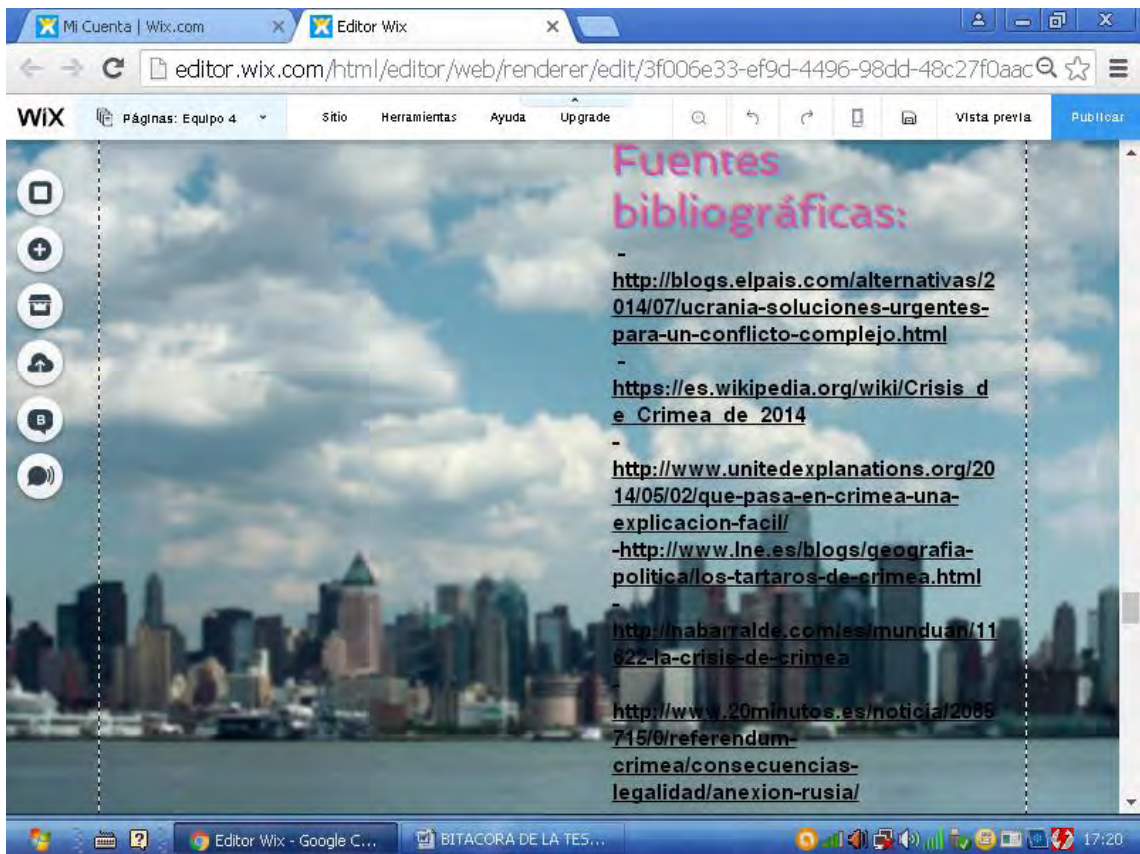 Mi Cuenta | Wix.com
Editor Wix
editor.wix.com/html/editor/web/renderer/edit/3f006e33-ef9d-4496-98dd-48c27f0aac
WiX
Páginas: Equipo 4
Sitio
Herramientas
Ayuda
Upgrade
Vista previa
Publicar
Fuentes
bibliográficas:
-
http://blogs.elpais.com/alternativas/2
014/07/ucrania-soluciones-urgentes-
para-un-conflicto-complejo.html
-
https://es.wikipedia.org/wiki/Crisis_d
e_Crimea_de_2014
-
http://www.unitedexplanations.org/20
14/05/02/que-pasa-en-crimea-una-
explicacion-facil/
-http://www.lne.es/blogs/geografia-
politica/los-tartaros-de-crimea.html
-
http://nabarralde.com/es/munduan/11
622-la-crisis-de-crimea
-
http://www.20minutos.es/noticia/2085
715/0/referendum-
crimea/consecuencias-
legalidad/anexion-rusia/
B
Editor Wix - Google C...
BITACORA DE LA TES...
17:20